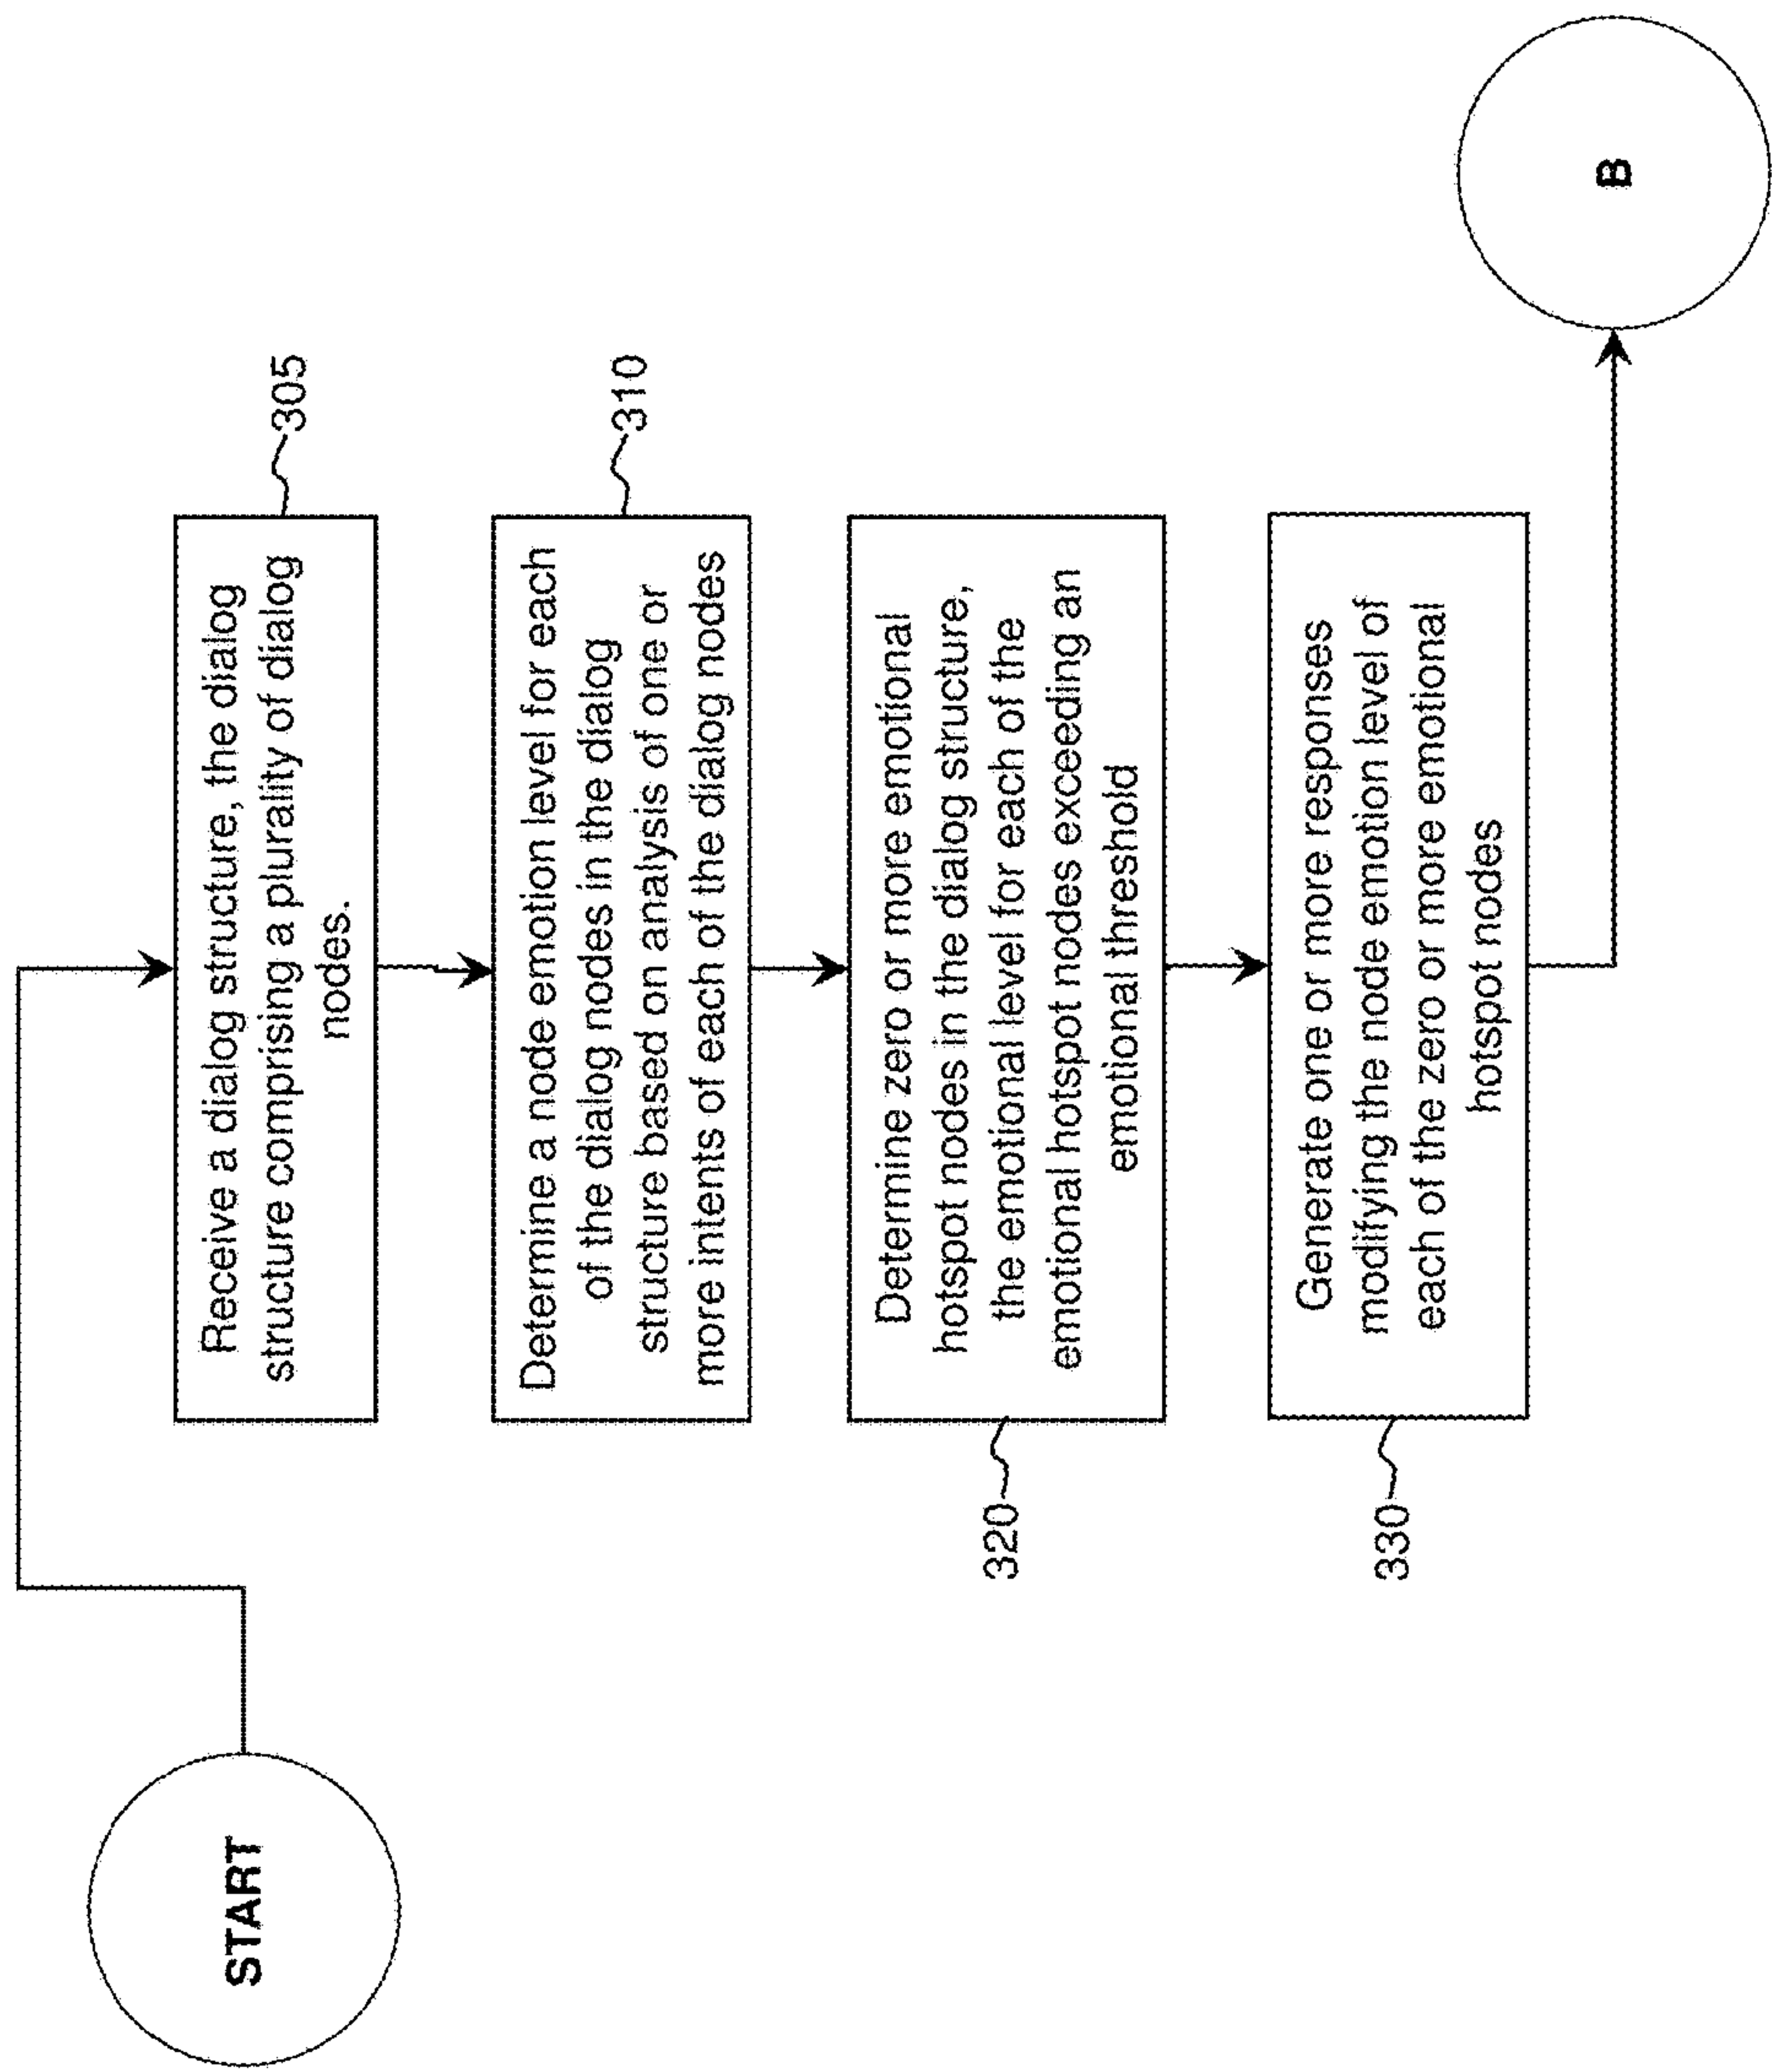 START
Receive a dialog structure, the dialog
structure comprising a plurality of dialog
nodes.
305
Determine a node emotion level for each
of the dialog nodes in the dialog
structure based on analysis of one or
more intents of each of the dialog nodes
310
Determine zero or more emotional
hotspot nodes in the dialog structure,
the emotional level for each of the
emotional hotspot nodes exceeding an
emotional threshold
320
Generate one or more responses
modifying the node emotion level of
each of the zero or more emotional
hotspot nodes
330
B